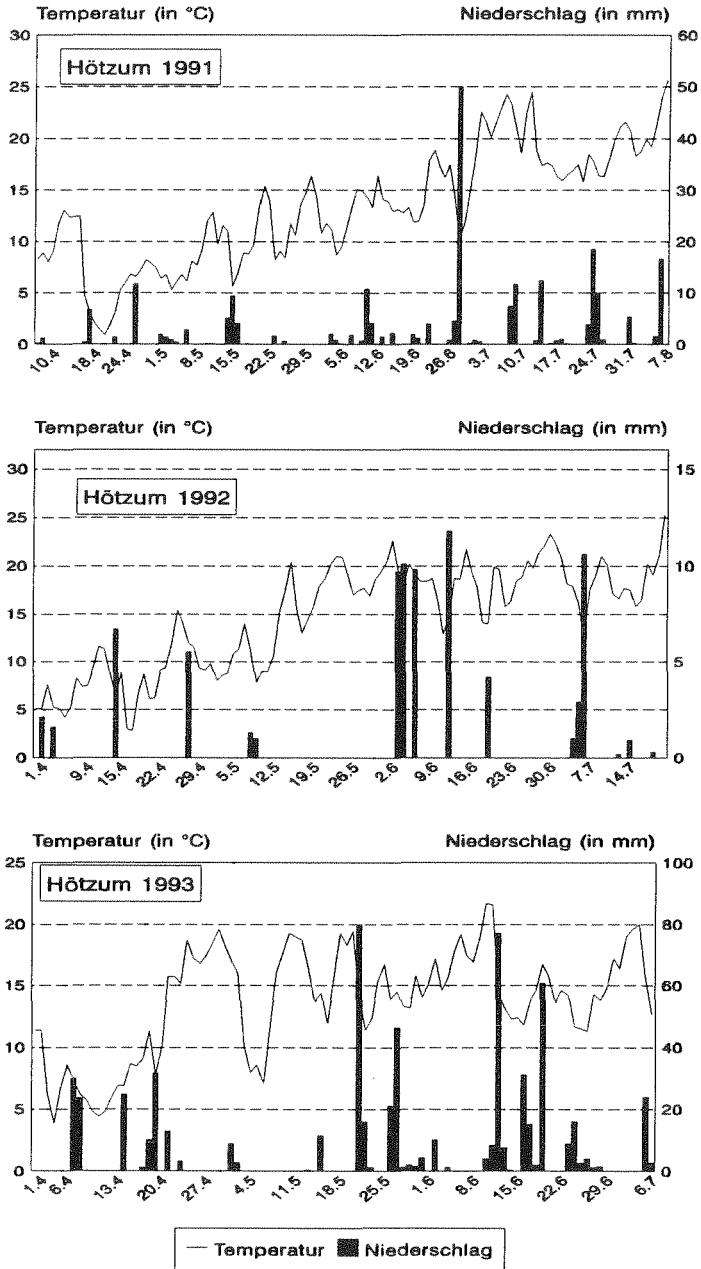 Temperatur (in °C) Niederschlag (in mm)
30 60
Hötzum 1991
25 50
20 40
15 30
10 20
5 10
0 0
10.4 18.4 24.4 1.5 8.5 15.5 22.5 29.5 5.6 12.6 19.6 26.6 3.7 10.7 17.7 24.7 31.7 7.8
Temperatur (in °C) Niederschlag (in mm)
30 15
Hötzum 1992
25
20 10
15
10 5
5
0 0
1.4 9.4 15.4 22.4 29.4 5.5 12.5 19.5 26.5 2.6 9.6 16.6 23.6 30.6 7.7 14.7
Temperatur (in °C) Niederschlag (in mm)
25 100
Hötzum 1993
20 80
15 60
10 40
5 20
0 0
1.4 6.4 13.4 20.4 27.4 4.5 11.5 18.5 25.5 1.6 8.6 15.6 22.6 29.6 6.7
Temperatur Niederschlag